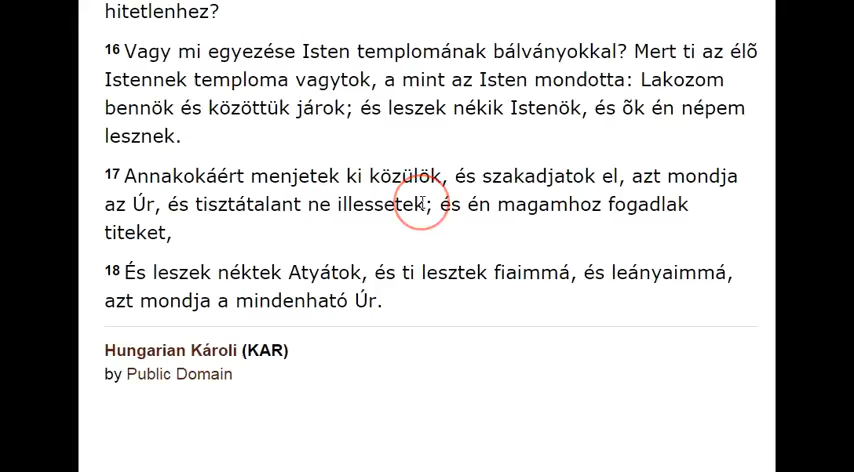 hitetlenhez?
16 Vagy mi egyezése Isten templomának bálványokkal? Mert ti az élõ
Istennek temploma vagytok, a mint az Isten mondotta: Lakozom
bennök és közöttük járok; és leszek nékik Istenök, és õk én népem
lesznek.
17 Annakokáért menjetek ki közülök, és szakadjatok el, azt mondja
az Úr, és tisztátalant ne illessetek; és én magamhoz fogadlak
titeket,
18 És leszek néktek Atyátok, és ti lesztek fiaimmá, és leányaimmá,
azt mondja a mindenható Úr.
Hungarian Károli (KAR)
by Public Domain